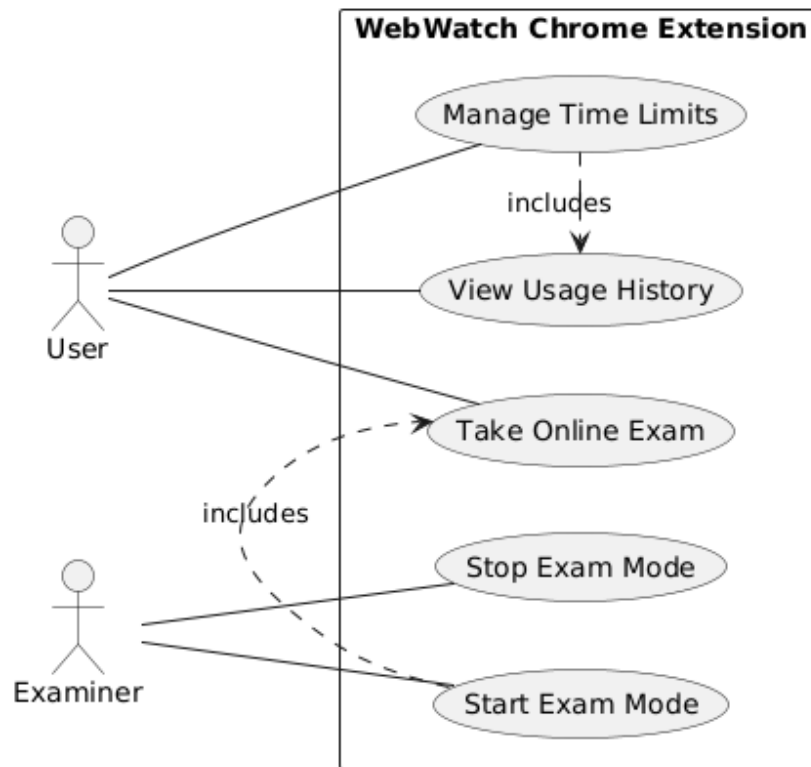 WebWatch Chrome Extension
Manage Time Limits
includes
View Usage History
User
Take Online Exam
includes
Stop Exam Mode
Examiner
Start Exam Mode